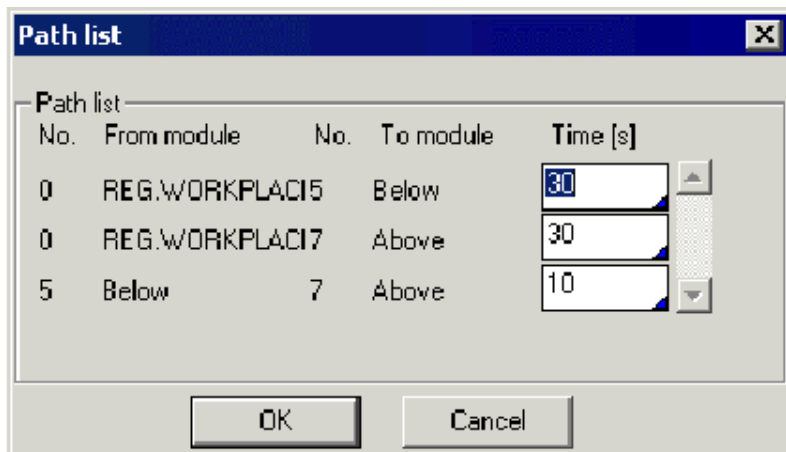 Path list
Path list
No. From module No. To module Time [s]
0 REG.WORKPLACI5 Below 30
0 REG.WORKPLACI7 Above 30
5 Below 7 Above 10
OK Cancel